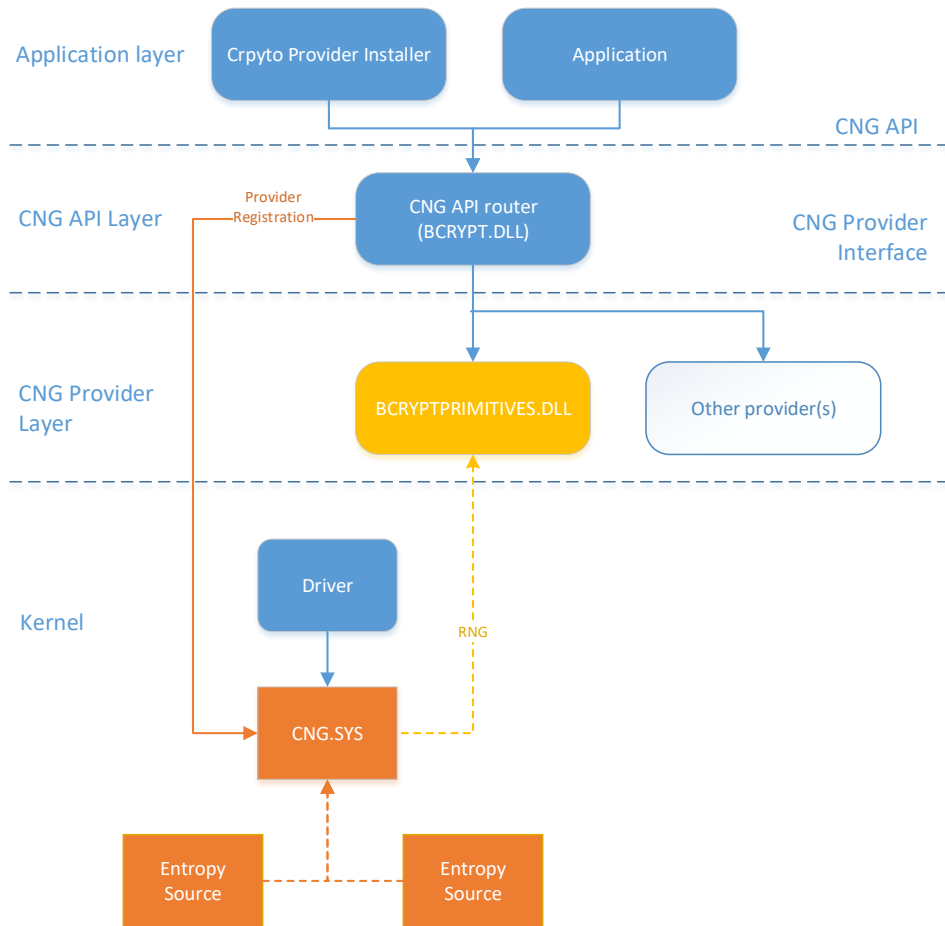 Application layer
Crpyto Provider Installer
Application
CNG API
CNG API Layer
Provider
Registration
CNG API router
(BCRYPT.DLL)
CNG Provider
Interface
CNG Provider
Layer
BCRYPTPRIMITIVES.DLL
Other provider(s)
Kernel
Driver
RNG
CNG.SYS
Entropy
Source
Entropy
Source